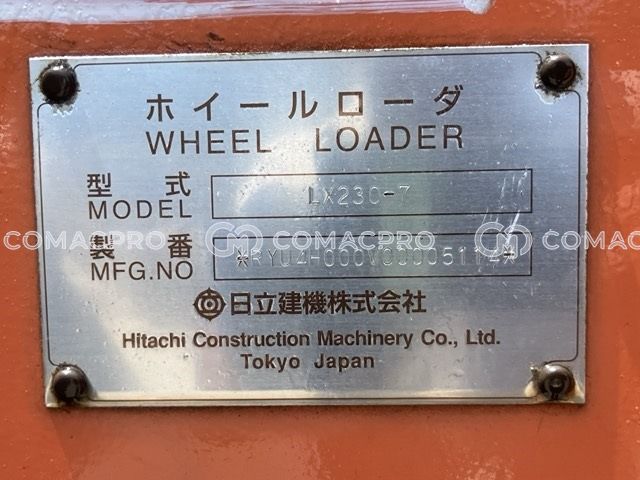 ホイールローダ
WHEEL LOADER
型式 LX230-7
MODEL
COMACPRO COMACPRO COMACPRO
製番
MFG.NO
日立建機株式会社
Hitachi Construction Machinery Co., Ltd.
Tokyo Japan